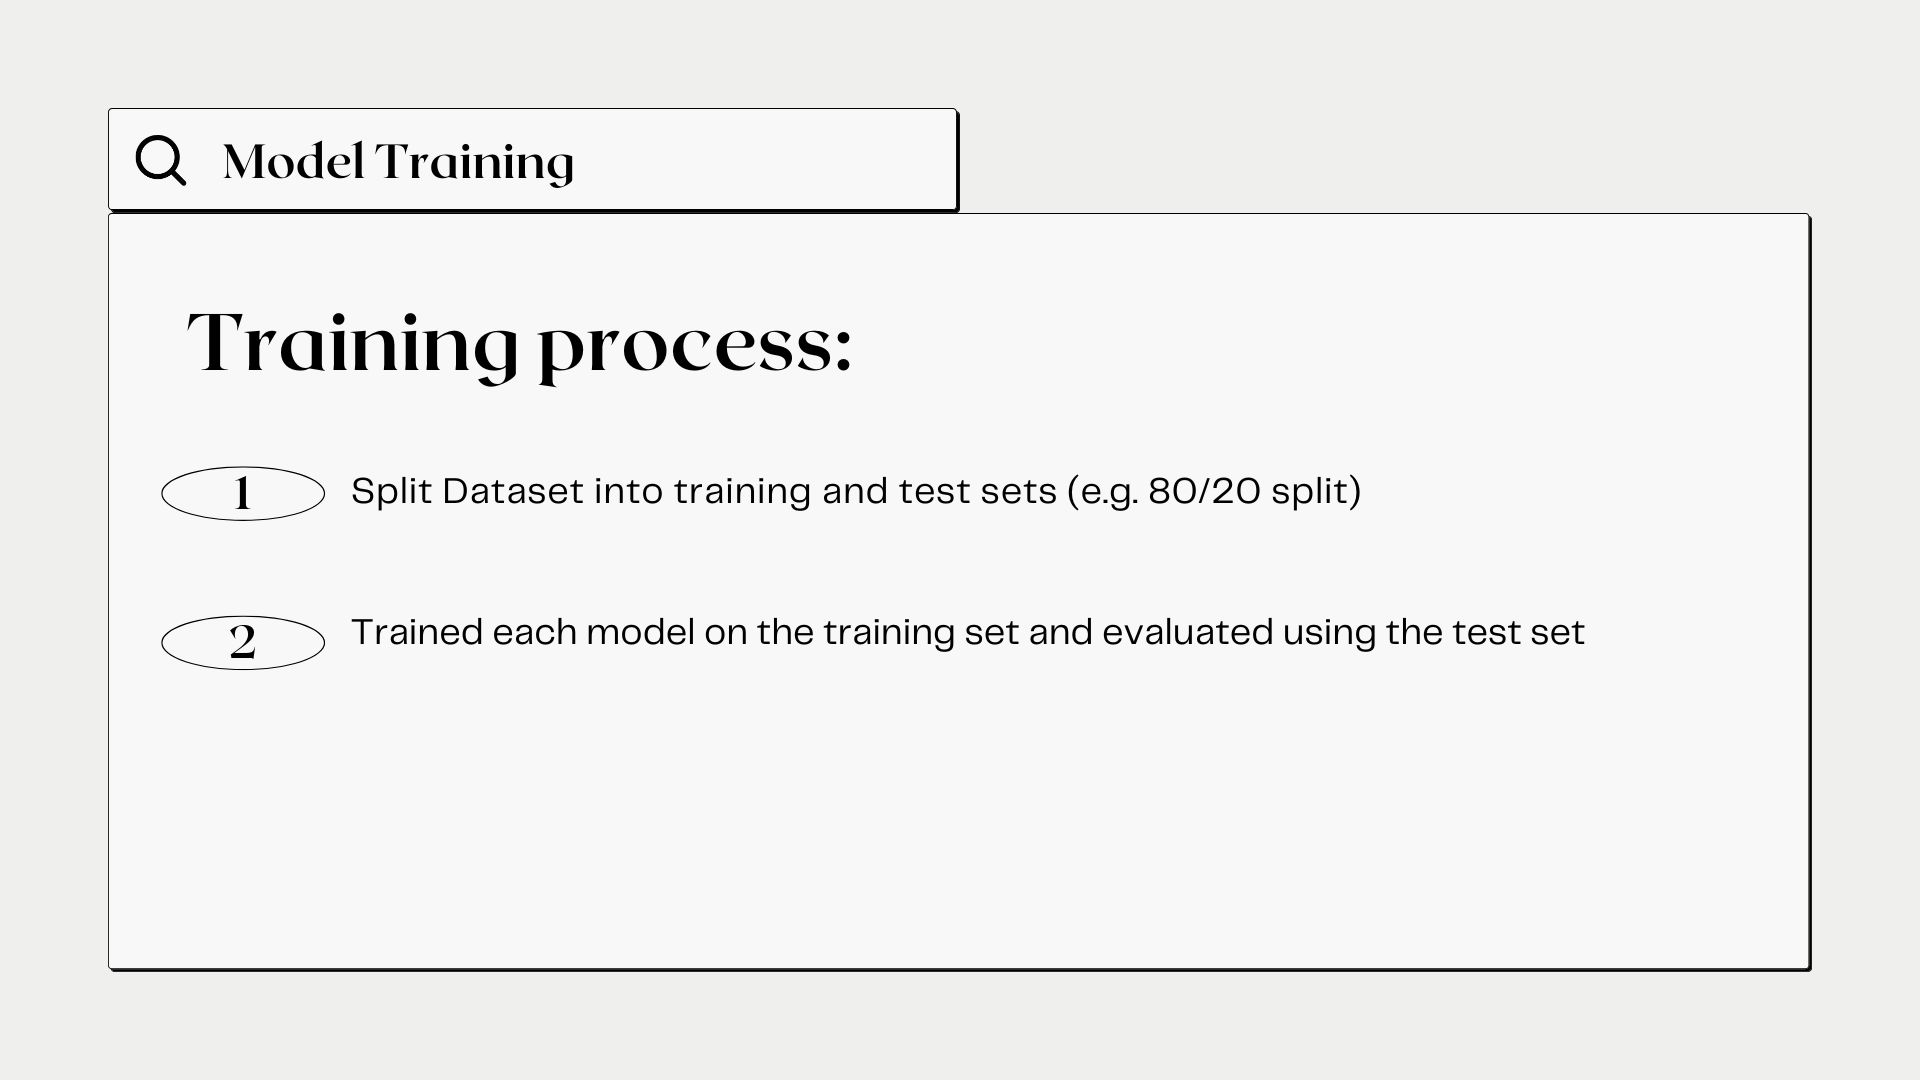 Model Training
Training process:
1
Split Dataset into training and test sets (e.g. 80/20 split)
2
Trained each model on the training set and evaluated using the test set